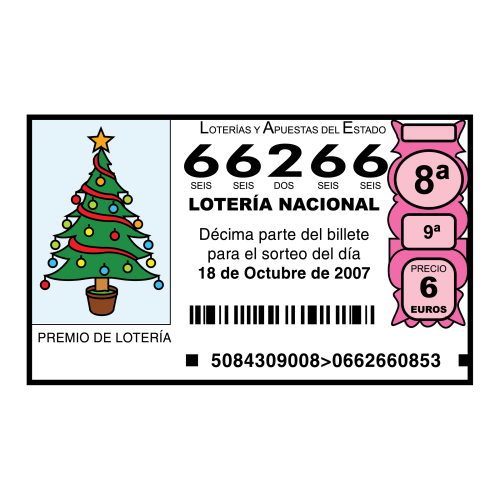 LOTERÍAS Y APUESTAS DEL ESTADO
66266
SEIS SEIS DOS SEIS SEIS
LOTERÍA NACIONAL
Décima parte del billete
para el sorteo del día
18 de Octubre de 2007
8ª
9ª
PRECIO
6
EUROS
PREMIO DE LOTERÍA
5084309008>0662660853